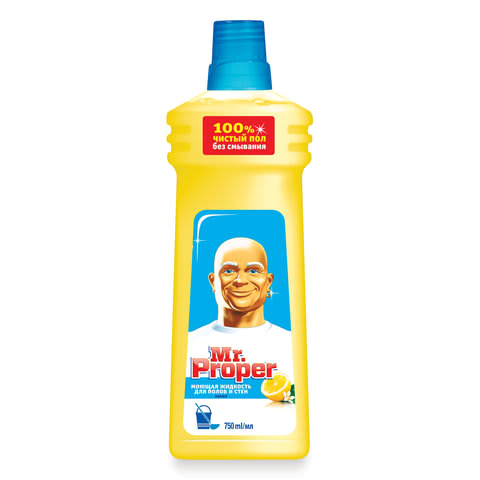 100%
чистый пол
без смывания
Mr.
Proper
МОЮЩАЯ ЖИДКОСТЬ
ДЛЯ ПОЛОВ И СТЕН
750 ml/мл